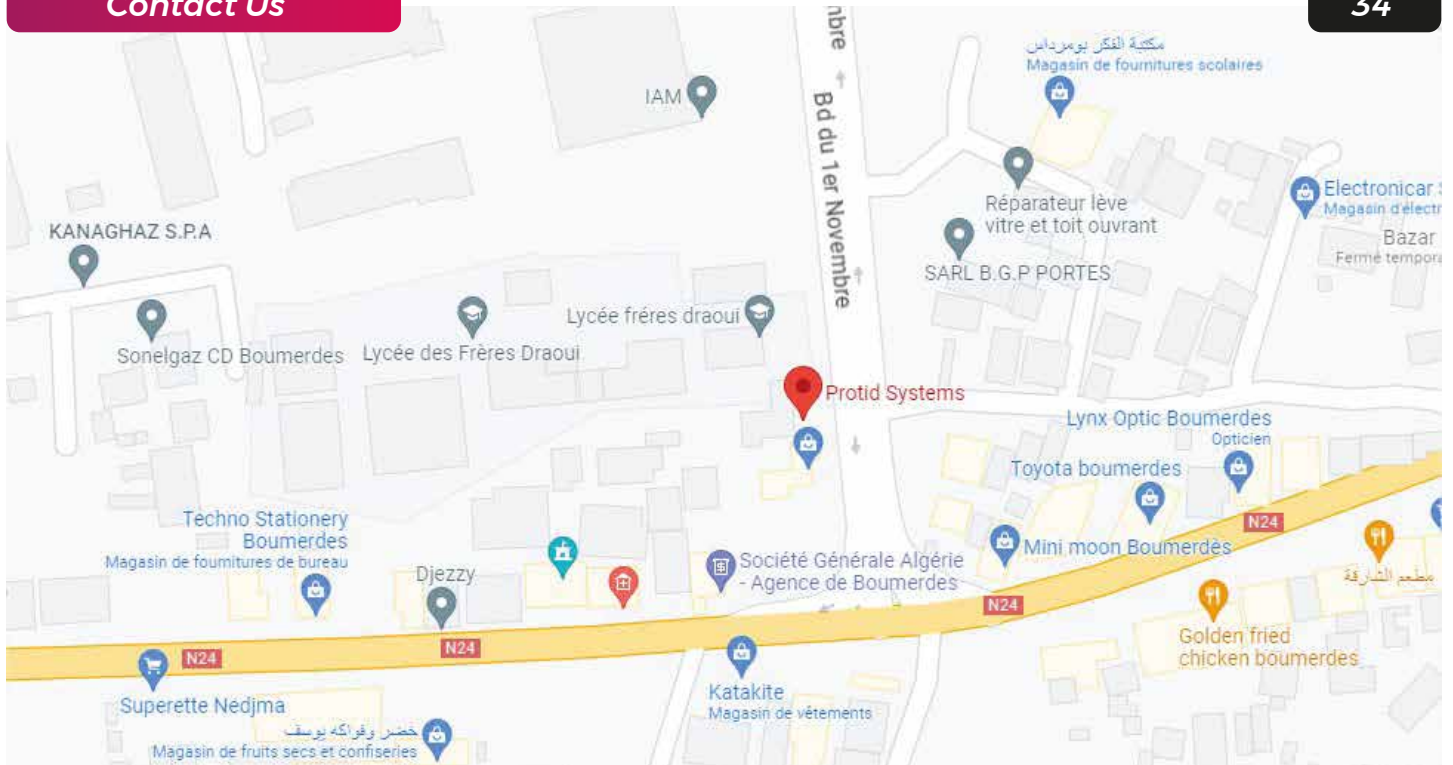 Contact Us
34
nbre
Bd du 1er Novembre
مكتبة الفكر بومرداس
Magasin de fournitures scolaires
IAM
Réparateur lève
vitre et toit ouvrant
Electronicar
Magasin d'électr
Bazar
Fermé tempora
KANAGHAZ S.P.A
SARL B.G.P PORTES
Lycée fréres draoui
Sonelgaz CD Boumerdes
Lycée des Frères Draoui
Protid Systems
Lynx Optic Boumerdes
Opticien
Toyota boumerdes
Techno Stationery
Boumerdes
Magasin de fournitures de bureau
N24
Mini moon Boumerdès
Société Générale Algérie
- Agence de Boumerdes
Djezzy
مطعم الشارقة
N24
Golden fried
chicken boumerdes
N24
N24
Superette Nedjma
Katakite
Magasin de vêtements
خضر وفواكه يوسف
Magasin de fruits secs et confiseries